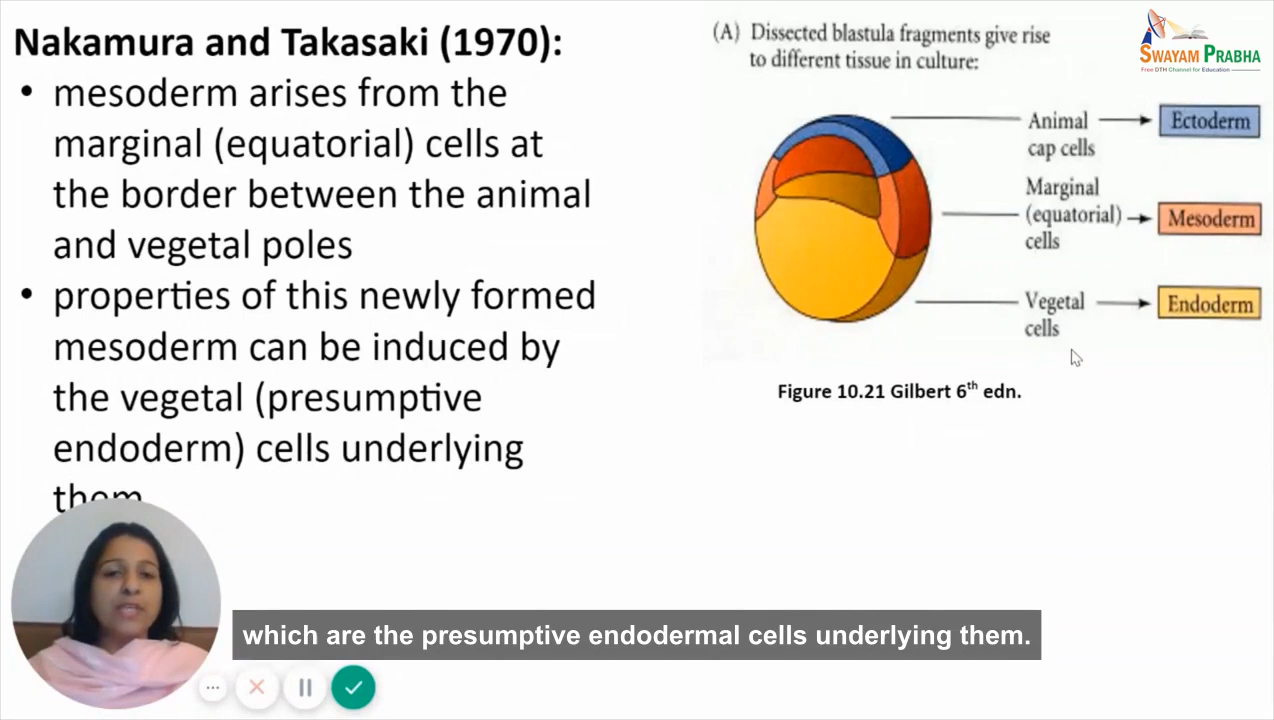 Nakamura and Takasaki (1970):
• mesoderm arises from the
marginal (equatorial) cells at
the border between the animal
and vegetal poles
• properties of this newly formed
mesoderm can be induced by
the vegetal (presumptive
endoderm) cells underlying
them
(A) Dissected blastula fragments give rise
to different tissue in culture:
Animal
cap cells
Ectoderm
Marginal
(equatorial)
cells
Mesoderm
Vegetal
cells
Endoderm
Figure 10.21 Gilbert 6th edn.
SWAYAM PRABHA
Free DTH Channel for Education
which are the presumptive endodermal cells underlying them.